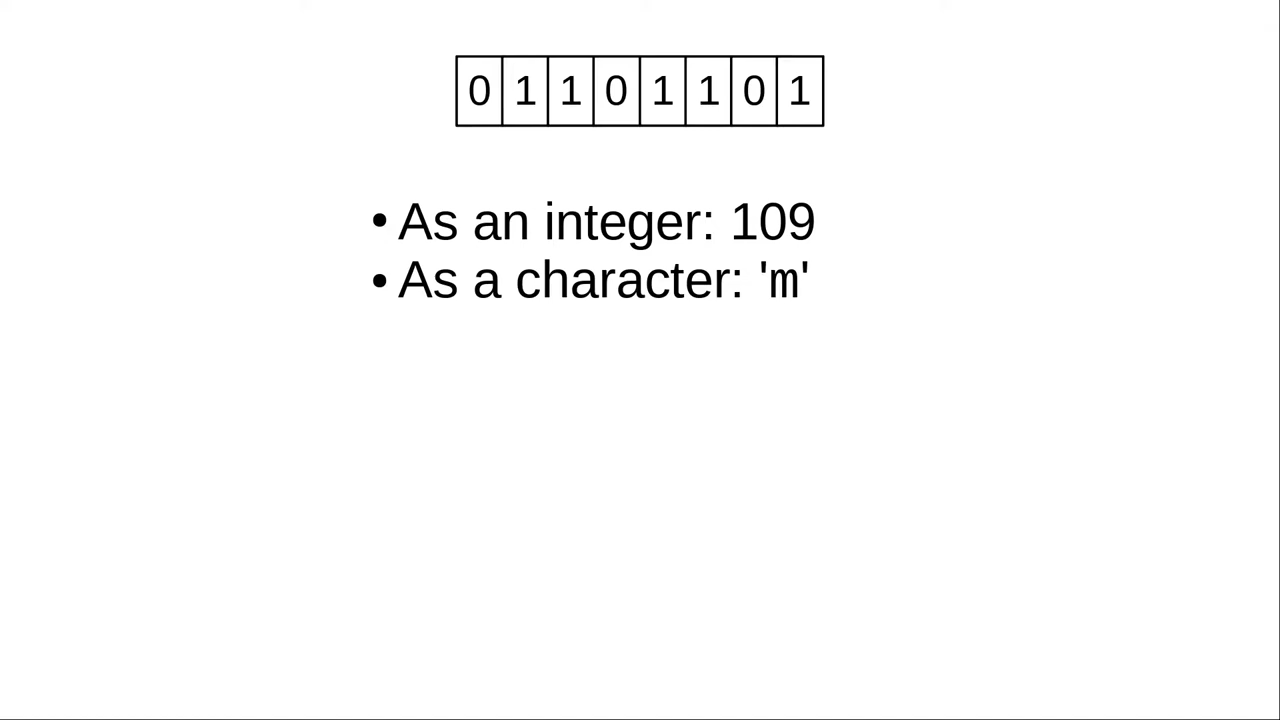 0 1 1 0 1 1 0 1
• As an integer: 109
• As a character: 'm'